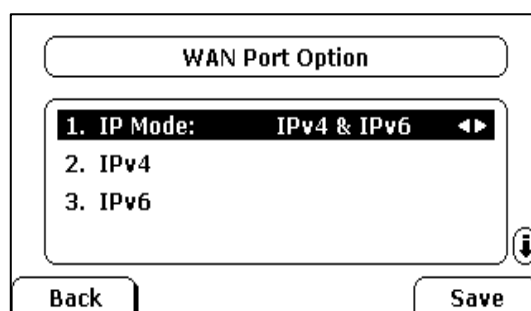 WAN Port Option
1. IP Mode: IPv4 & IPv6
2. IPv4
3. IPv6
Back Save